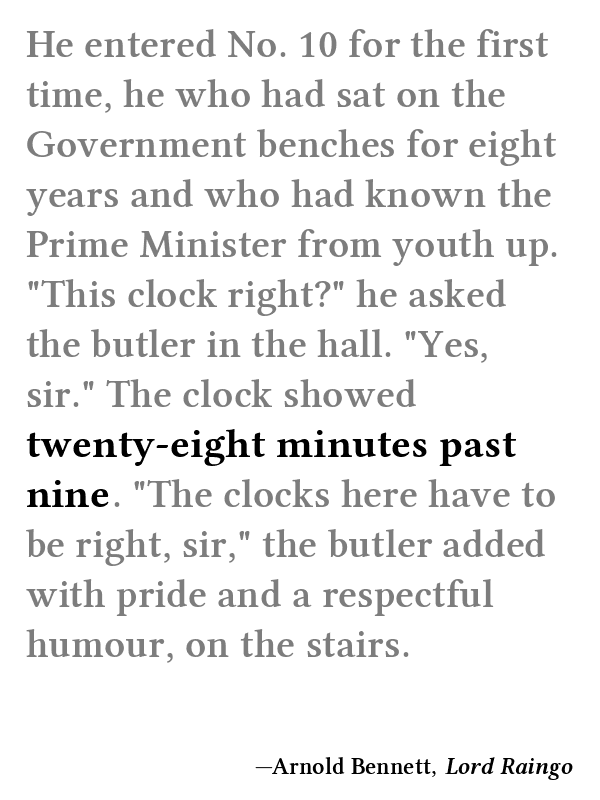 He entered No. 10 for the first
time, he who had sat on the
Government benches for eight
years and who had known the
Prime Minister from youth up.
"This clock right?" he asked
the butler in the hall. "Yes,
sir." The clock showed
twenty-eight minutes past
nine. "The clocks here have to
be right, sir," the butler added
with pride and a respectful
humour, on the stairs.
—Arnold Bennett, Lord Raingo